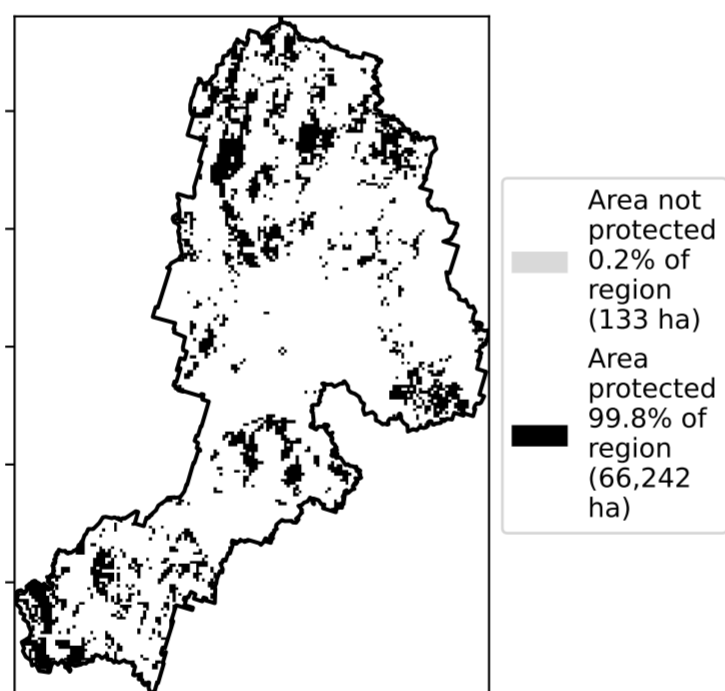 Area not
protected
0.2% of
region
(133 ha)
Area
protected
99.8% of
region
(66,242
ha)